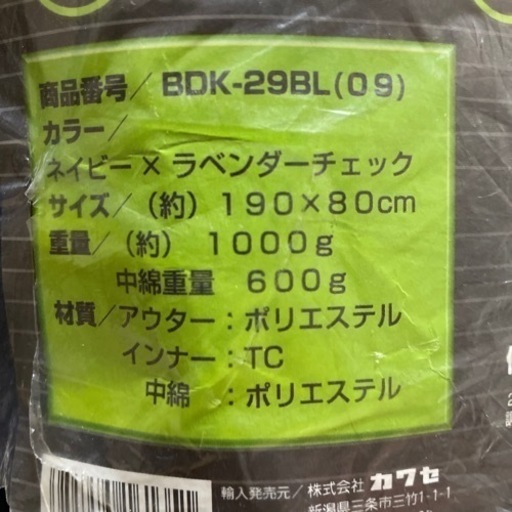 商品番号/ BDK-29BL(09)
カラー/
ネイビー×ラベンダーチェック
サイズ/(約) 190×80cm
重量/(約) 1000g
中綿重量 600g
材質/アウター:ポリエステル
インナー:TC
中綿:ポリエステル
輸入発売元/株式会社カワセ
新潟県三条市三竹1-1-1